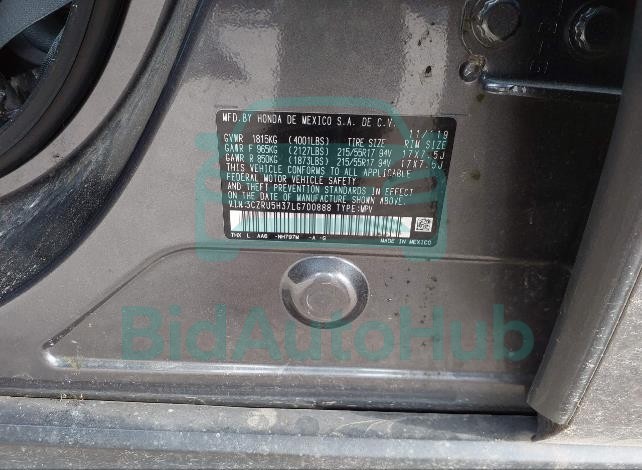 MFD.BY HONDA DE MEXICO S.A. DE C.V. 11/19
GVWR 1815KG (4001LBS) TIRE SIZE RIM SIZE
GAWR F 965KG (2127LBS) 215/55R17 94V 17X7.5J
GAWR R 850KG (1873LBS) 215/55R17 94V 17X7.5J
THIS VEHICLE CONFORMS TO ALL APPLICABLE
FEDERAL MOTOR VEHICLE SAFETY
AND THEFT PREVENTION STANDARDS IN EFFECT
ON THE DATE OF MANUFACTURE SHOWN ABOVE.
V.I.N:3CZRU5H37LG700888 TYPE:MPV
THX L AAB -NH797M -A -G MADE IN MEXICO
BidAutoHub